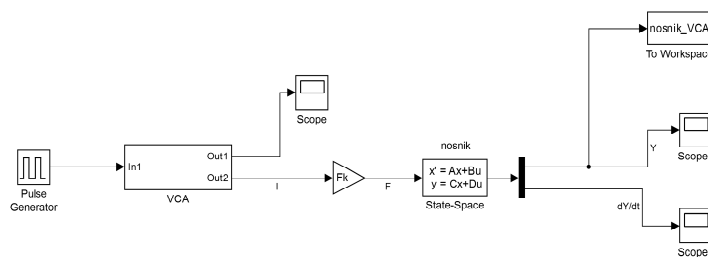 nosnik_VCA
To Workspac
Scope
nosnik
Scope
Y
In1
Out1
Out2
Fk
x' = Ax+Bu
y = Cx+Du
Pulse
Generator
VCA
I
F
State-Space
dY/dt
Scope